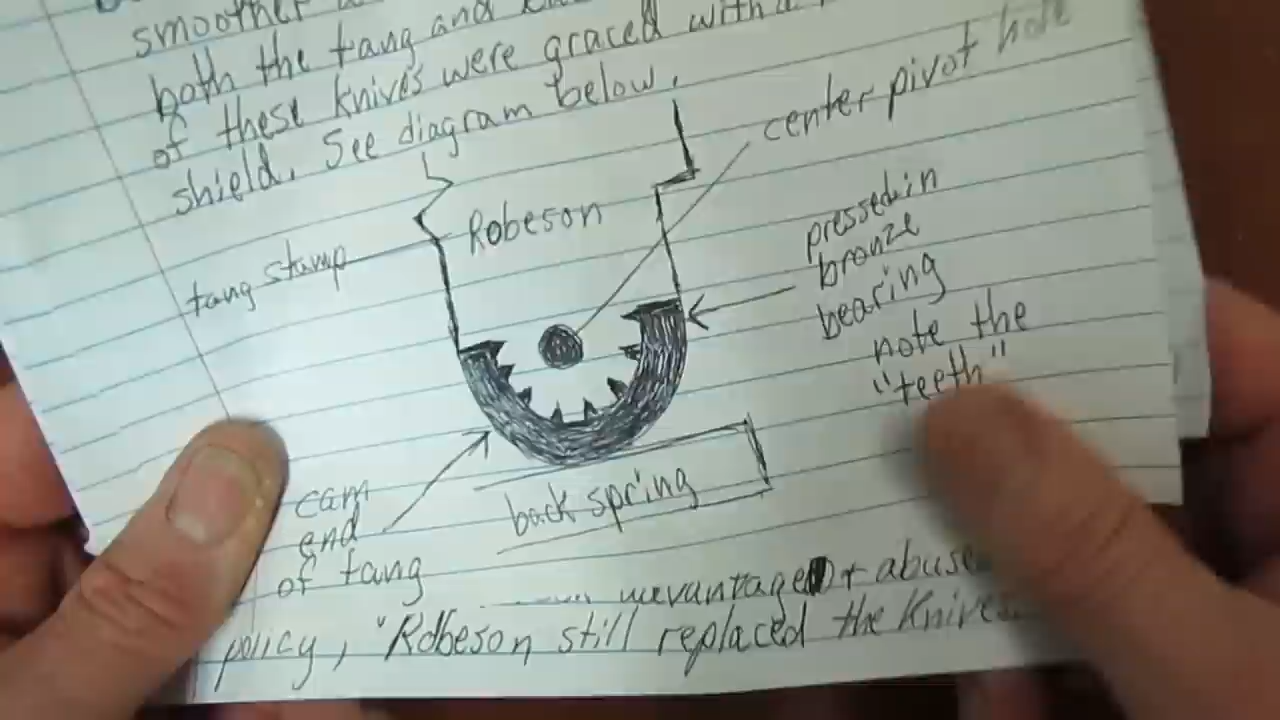 smoother
both the tang and
of these knives were graced with a
shield. See diagram below.
center pivot hole
Robeson
tang stamp
pressed in
bronze
bearing
note the
"teeth"
cam
end
of tang
back spring
abuse
policy, "Robeson still replaced the Knives